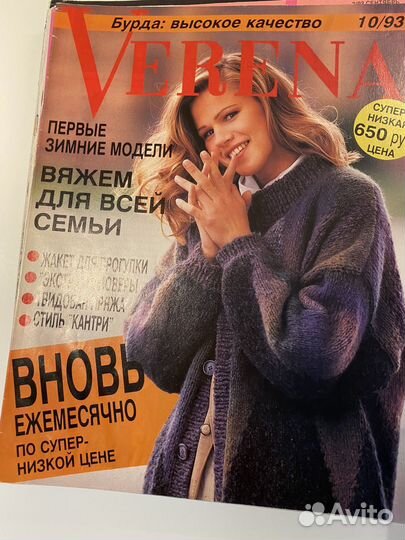 Бурда: высокое качество 10/93
VERENA
СУПЕР
НИЗКАЯ
650 ру
ЦЕНА
ПЕРВЫЕ
ЗИМНИЕ МОДЕЛИ
ВЯЖЕМ
ДЛЯ ВСЕЙ
СЕМЬИ
ЖАКЕТ ДЛЯ ПРОГУЛКИ
СТИЛЬ "КАНТРИ"
ВНОВЬ
ЕЖЕМЕСЯЧНО
ПО СУПЕР-
НИЗКОЙ ЦЕНЕ
Avito